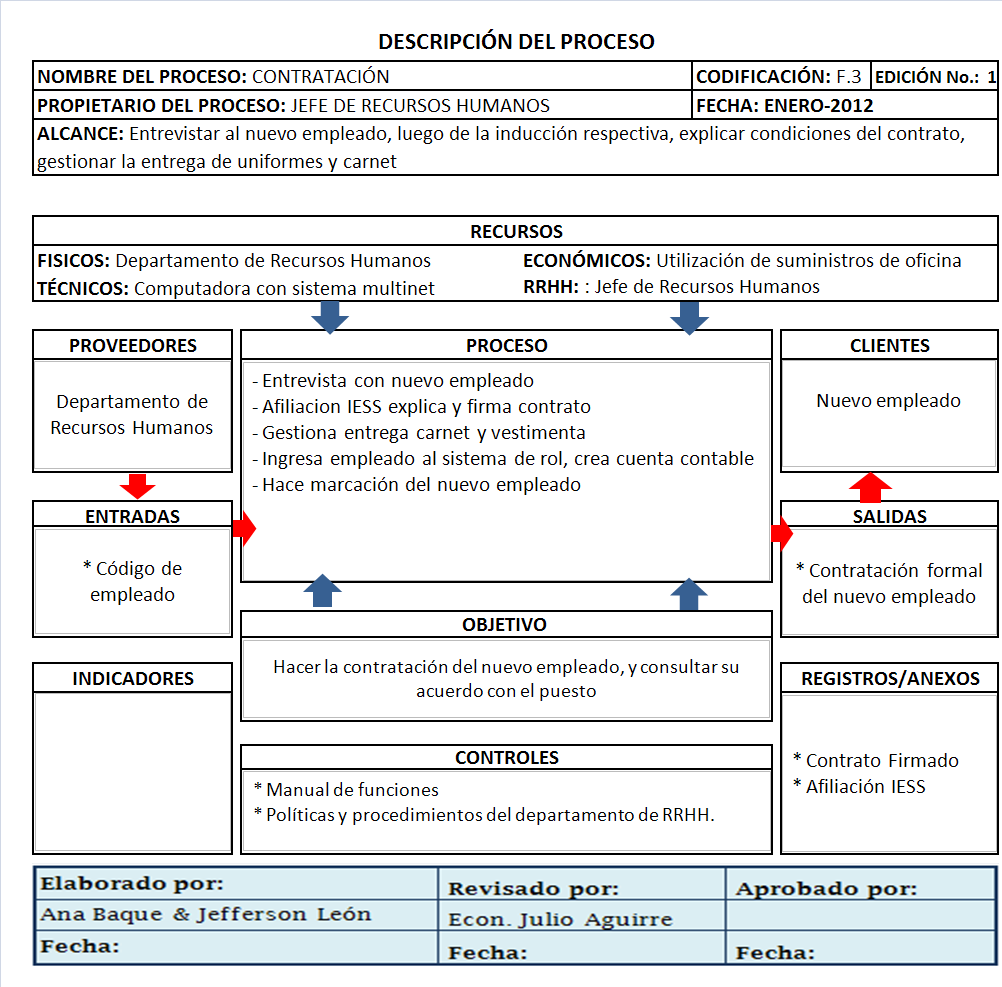 DESCRIPCIÓN DEL PROCESO
NOMBRE DEL PROCESO: CONTRATACIÓN
CODIFICACIÓN: F.3
EDICIÓN No.: 1
PROPIETARIO DEL PROCESO: JEFE DE RECURSOS HUMANOS
FECHA: ENERO-2012
ALCANCE: Entrevistar al nuevo empleado, luego de la inducción respectiva, explicar condiciones del contrato,
gestionar la entrega de uniformes y carnet
RECURSOS
FISICOS: Departamento de Recursos Humanos
ECONÓMICOS: Utilización de suministros de oficina
TÉCNICOS: Computadora con sistema multinet
RRHH: : Jefe de Recursos Humanos
PROVEEDORES
Departamento de
Recursos Humanos
PROCESO
- Entrevista con nuevo empleado
- Afiliacion IESS explica y firma contrato
- Gestiona entrega carnet y vestimenta
- Ingresa empleado al sistema de rol, crea cuenta contable
- Hace marcación del nuevo empleado
CLIENTES
Nuevo empleado
ENTRADAS
* Código de
empleado
SALIDAS
* Contratación formal
del nuevo empleado
OBJETIVO
Hacer la contratación del nuevo empleado, y consultar su
acuerdo con el puesto
INDICADORES
CONTROLES
* Manual de funciones
* Políticas y procedimientos del departamento de RRHH.
REGISTROS/ANEXOS
* Contrato Firmado
* Afiliación IESS
Elaborado por:
Revisado por:
Aprobado por:
Ana Baque & Jefferson León
Econ. Julio Aguirre
Fecha:
Fecha:
Fecha: